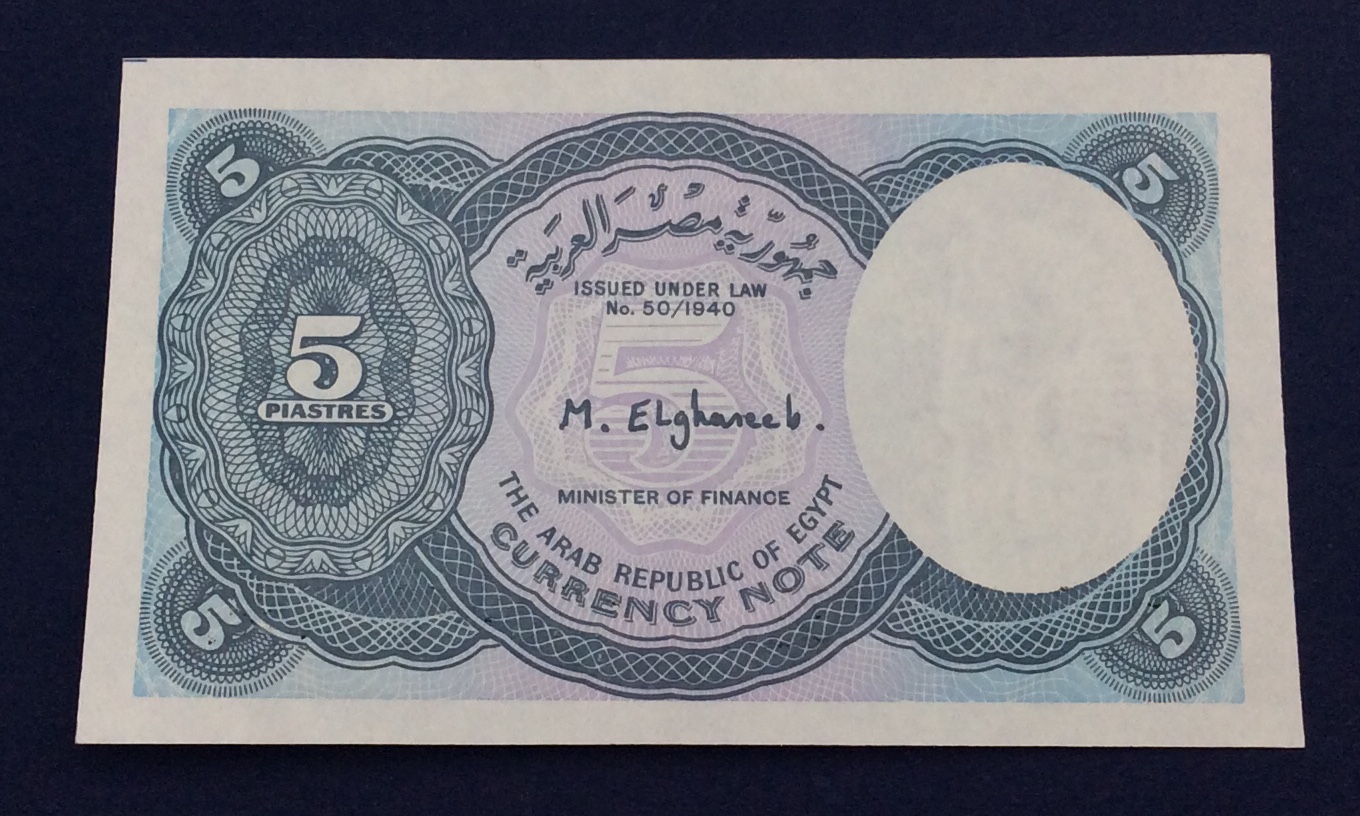 5
5
جمهورية مصر العربية
ISSUED UNDER LAW
No. 50/1940
5
5
PIASTRES
M. ELghareeb.
MINISTER OF FINANCE
THE ARAB REPUBLIC OF EGYPT
CURRENCY NOTE
5
5